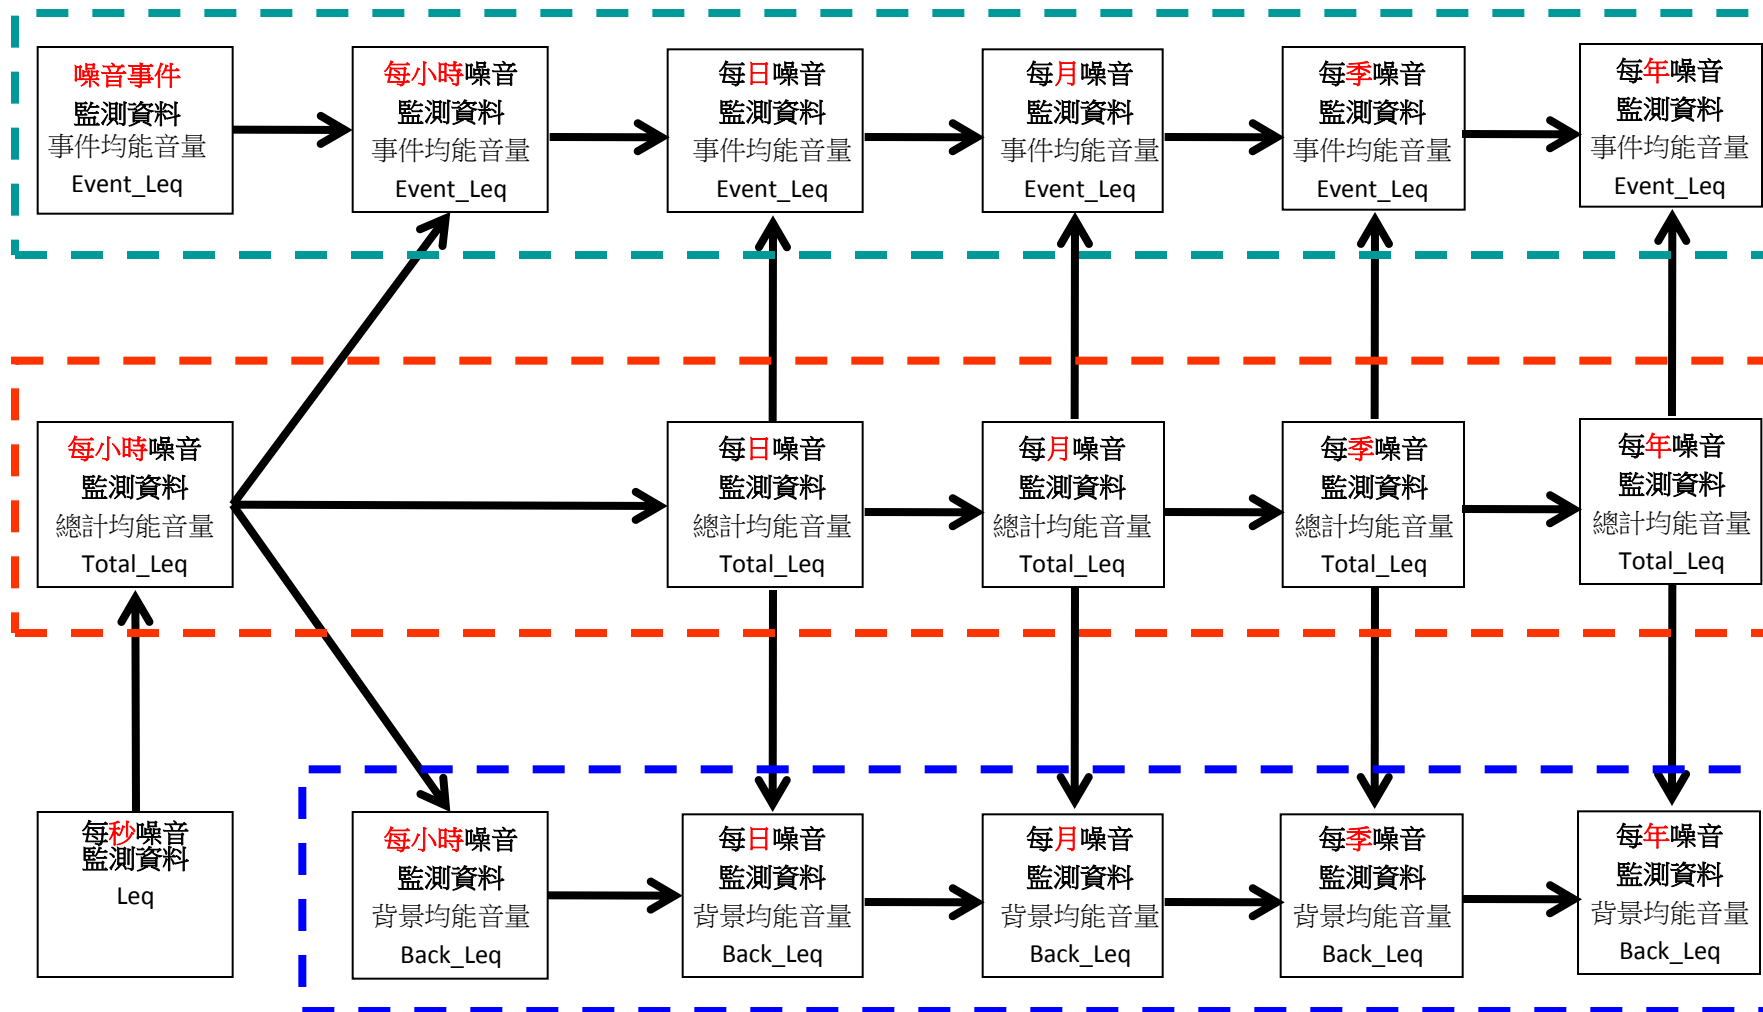 噪音事件
監測資料
事件均能音量
Event_Leq
每小時噪音
監測資料
事件均能音量
Event_Leq
每日噪音
監測資料
事件均能音量
Event_Leq
每月噪音
監測資料
事件均能音量
Event_Leq
每季噪音
監測資料
事件均能音量
Event_Leq
每年噪音
監測資料
事件均能音量
Event_Leq
每小時噪音
監測資料
總計均能音量
Total_Leq
每日噪音
監測資料
總計均能音量
Total_Leq
每月噪音
監測資料
總計均能音量
Total_Leq
每季噪音
監測資料
總計均能音量
Total_Leq
每年噪音
監測資料
總計均能音量
Total_Leq
每秒噪音
監測資料
Leq
每小時噪音
監測資料
背景均能音量
Back_Leq
每日噪音
監測資料
背景均能音量
Back_Leq
每月噪音
監測資料
背景均能音量
Back_Leq
每季噪音
監測資料
背景均能音量
Back_Leq
每年噪音
監測資料
背景均能音量
Back_Leq